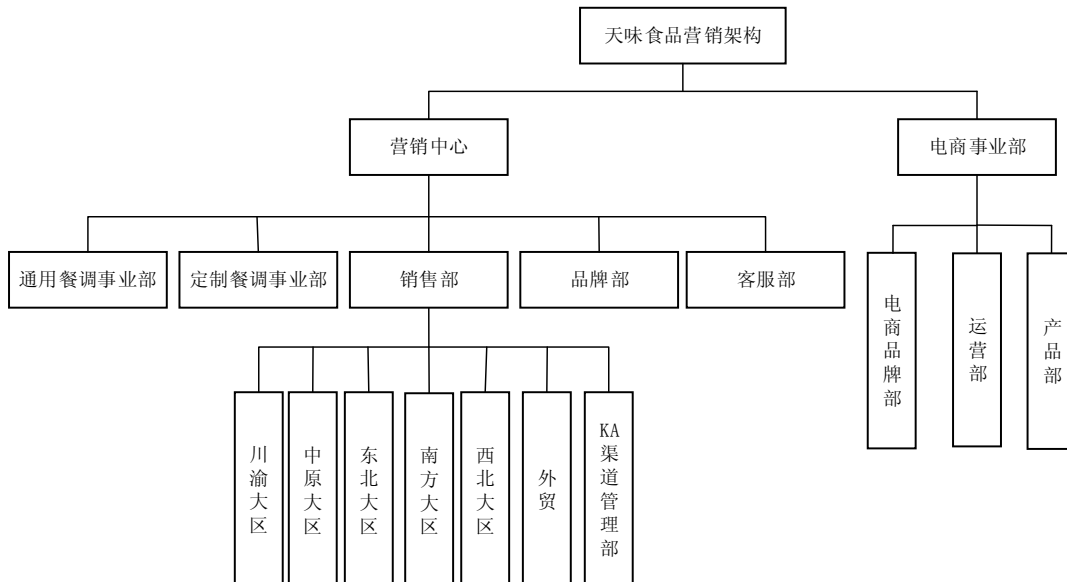 天味食品营销架构
营销中心
电商事业部
通用餐调事业部
定制餐调事业部
销售部
品牌部
客服部
电商品牌部
运营部
产品部
川渝大区
中原大区
东北大区
南方大区
西北大区
外贸
KA渠道管理部